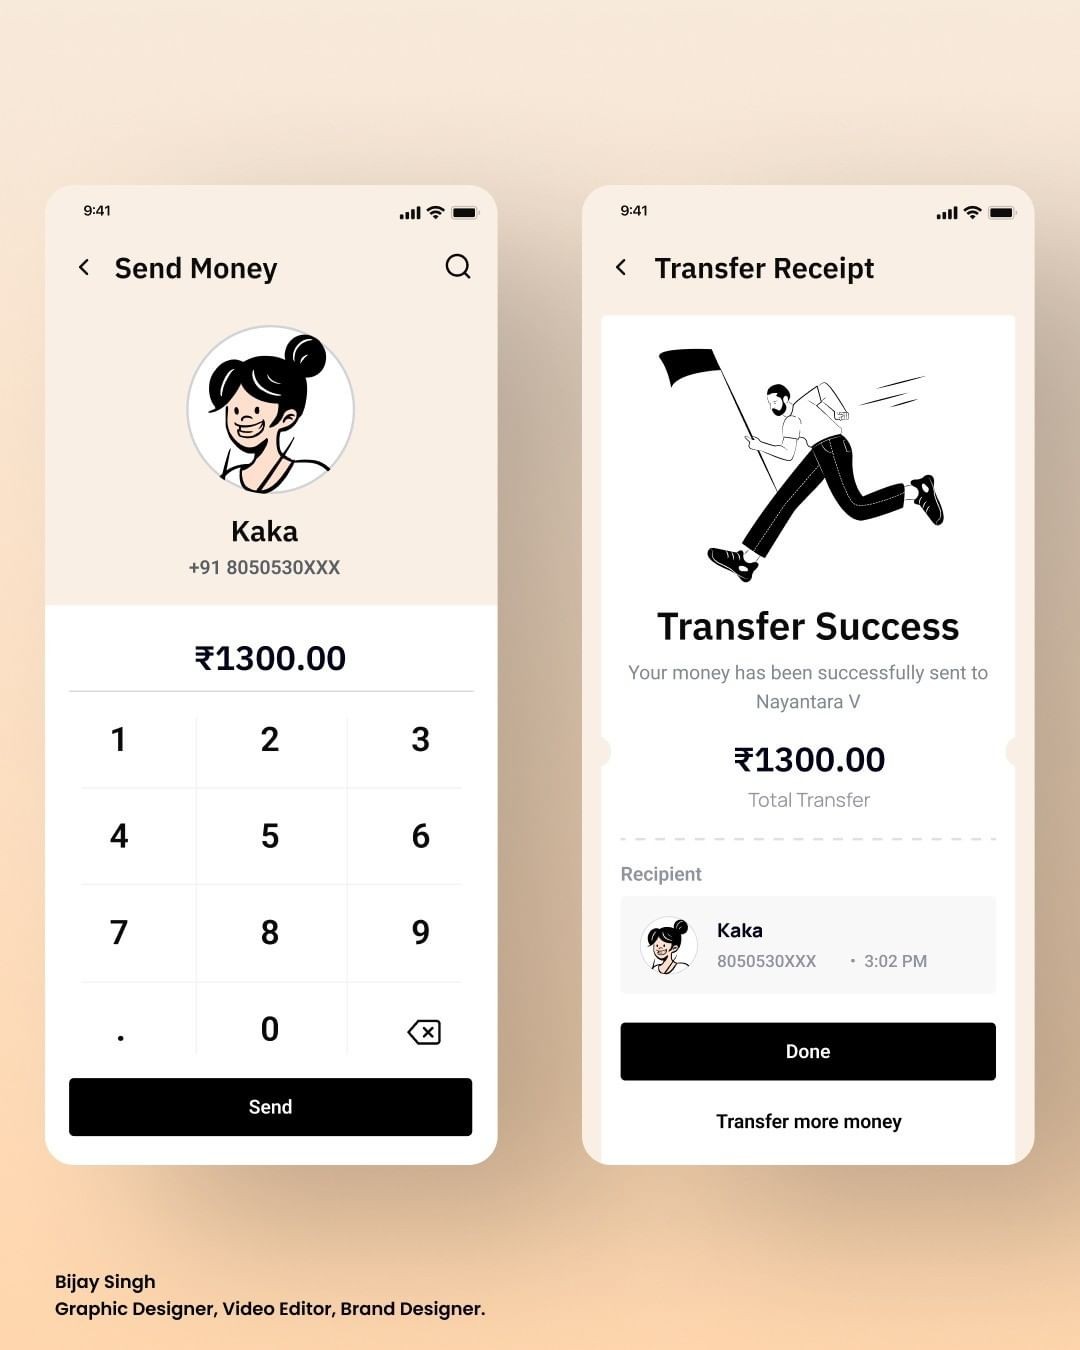 9:41
Send Money
Kaka
+91 8050530XXX
₹1300.00
1 2 3
4 5 6
7 8 9
. 0
Send
9:41
Transfer Receipt
Transfer Success
Your money has been successfully sent to
Nayantara V
₹1300.00
Total Transfer
Recipient
Kaka
8050530XXX • 3:02 PM
Done
Transfer more money
Bijay Singh
Graphic Designer, Video Editor, Brand Designer.